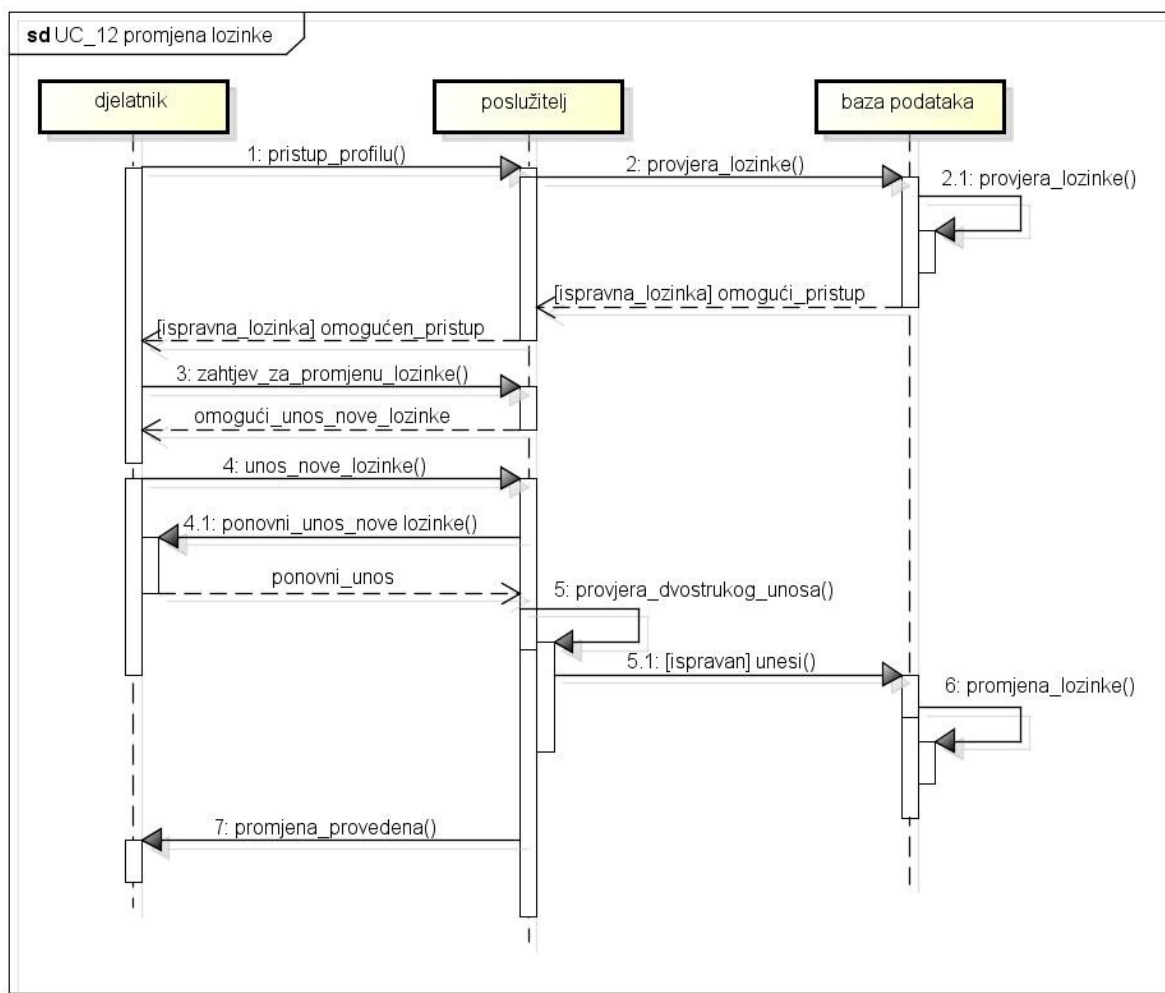 sd UC_12 promjena lozinke
djelatnik
poslužitelj
baza podataka
1: pristup_profilu()
2: provjera_lozinke()
2.1: provjera_lozinke()
[ispravna_lozinka] omogući_pristup
[ispravna_lozinka] omogućen_pristup
3: zahtjev_za_promjenu_lozinke()
omogući_unos_nove_lozinke
4: unos_nove_lozinke()
4.1: ponovni_unos_nove lozinke()
ponovni_unos
5: provjera_dvostrukog_unosa()
5.1: [ispravan] unesi()
6: promjena_lozinke()
7: promjena_provedena()